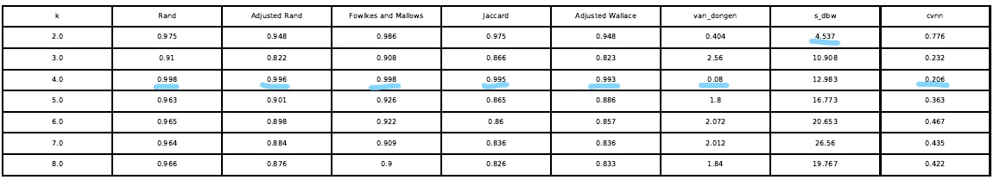 k Rand Adjusted Rand Fowlkes and Mallows Jaccard Adjusted Wallace van_dongen s_dbw cvnn
2.0 0.975 0.948 0.986 0.975 0.948 0.404 4.537 0.776
3.0 0.91 0.822 0.908 0.866 0.823 2.56 10.908 0.232
4.0 0.998 0.996 0.998 0.995 0.993 0.08 12.983 0.206
5.0 0.963 0.901 0.926 0.865 0.886 1.8 16.773 0.363
6.0 0.965 0.898 0.922 0.86 0.857 2.072 20.653 0.467
7.0 0.964 0.884 0.909 0.836 0.836 2.012 26.56 0.435
8.0 0.966 0.876 0.9 0.826 0.833 1.84 19.767 0.422